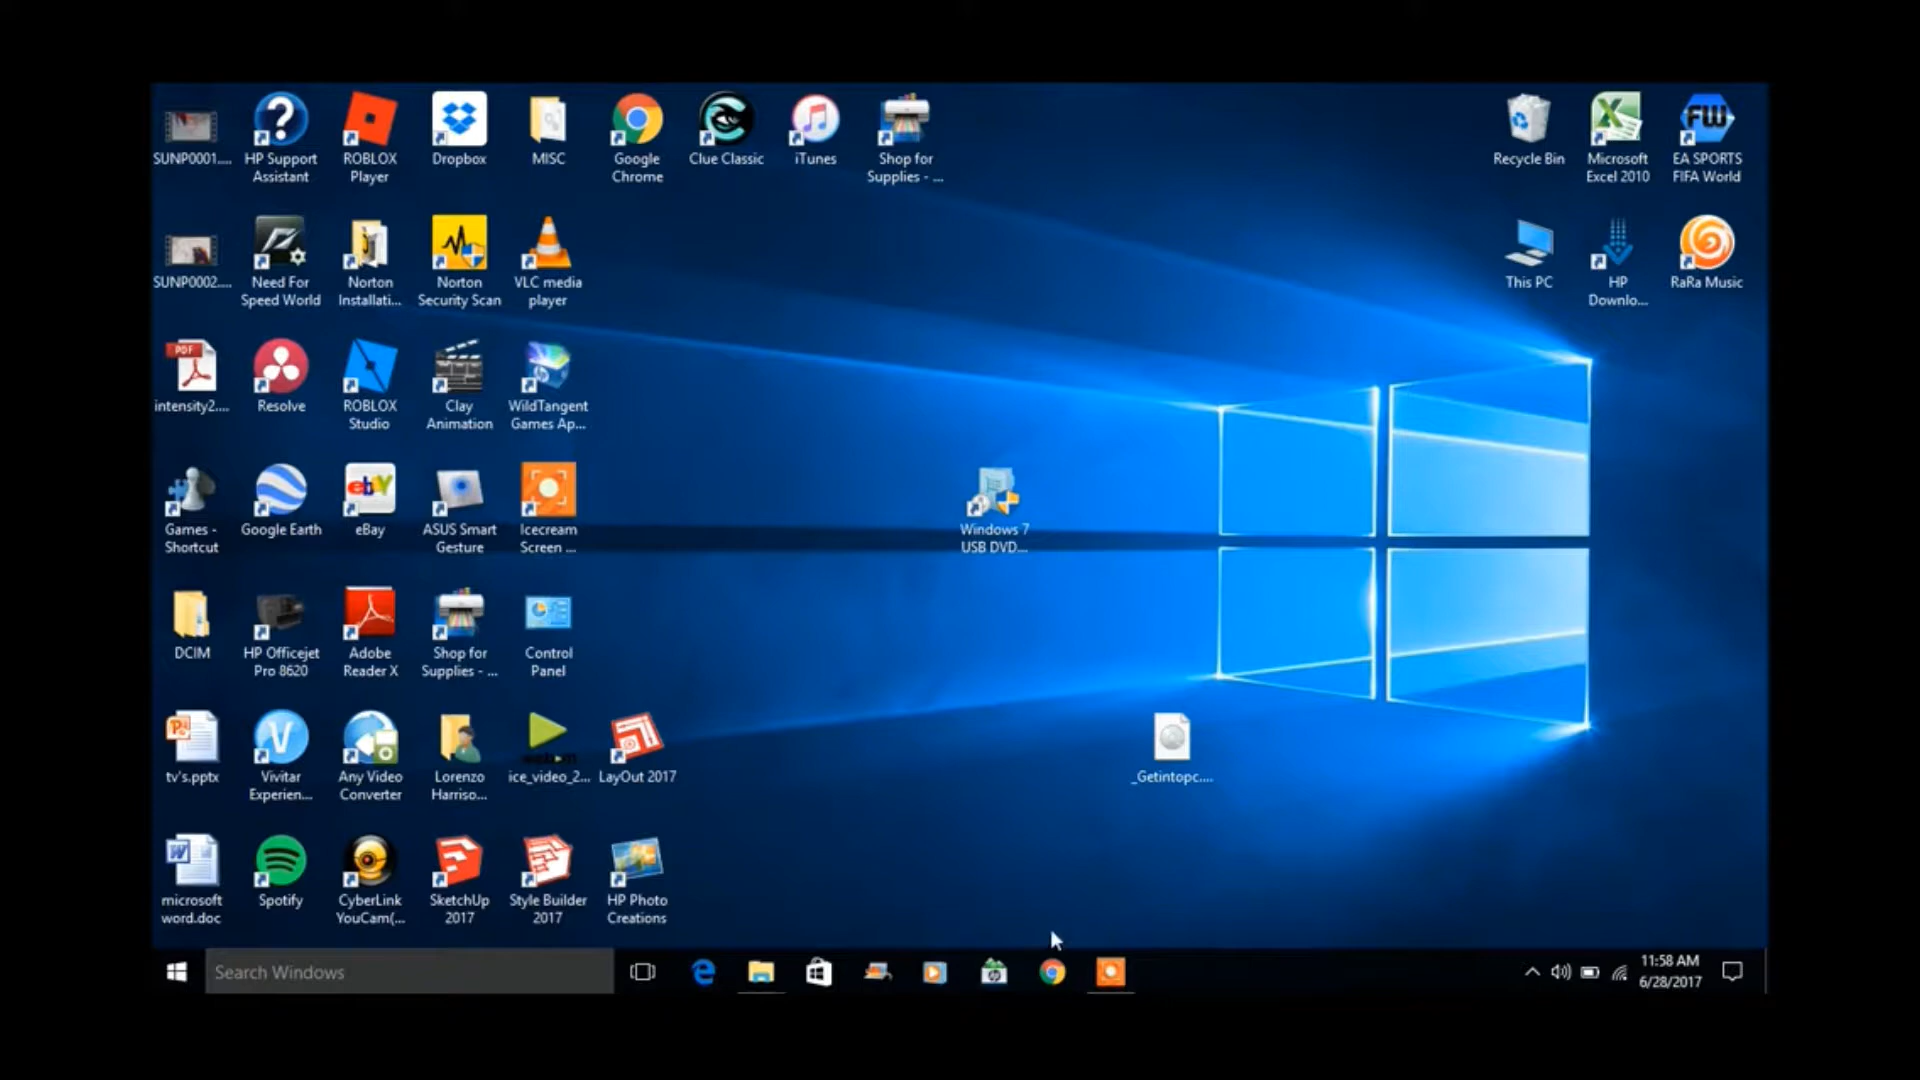 SUNP0001....
HP Support
Assistant
ROBLOX
Player
Dropbox
MISC
Google
Chrome
Clue Classic
iTunes
Shop for
Supplies - ...
Recycle Bin
Microsoft
Excel 2010
FW
EA SPORTS
FIFA World
SUNP0002....
Need For
Speed World
Norton
Installati...
Norton
Security Scan
VLC media
player
This PC
HP
Downlo...
RaRa Music
PDF
intensity2....
Resolve
ROBLOX
Studio
Clay
Animation
WildTangent
Games Ap...
Games -
Shortcut
Google Earth
ebY
eBay
ASUS Smart
Gesture
Icecream
Screen ...
Windows 7
USB DVD...
DCIM
HP Officejet
Pro 8620
Adobe
Reader X
Shop for
Supplies - ...
Control
Panel
tv's.pptx
Vivitar
Experien...
Any Video
Converter
Lorenzo
Harriso...
ice_video_2...
LayOut 2017
_Getintopc....
microsoft
word.doc
Spotify
CyberLink
YouCam(...
SketchUp
2017
Style Builder
2017
HP Photo
Creations
Search Windows
11:58 AM
6/28/2017